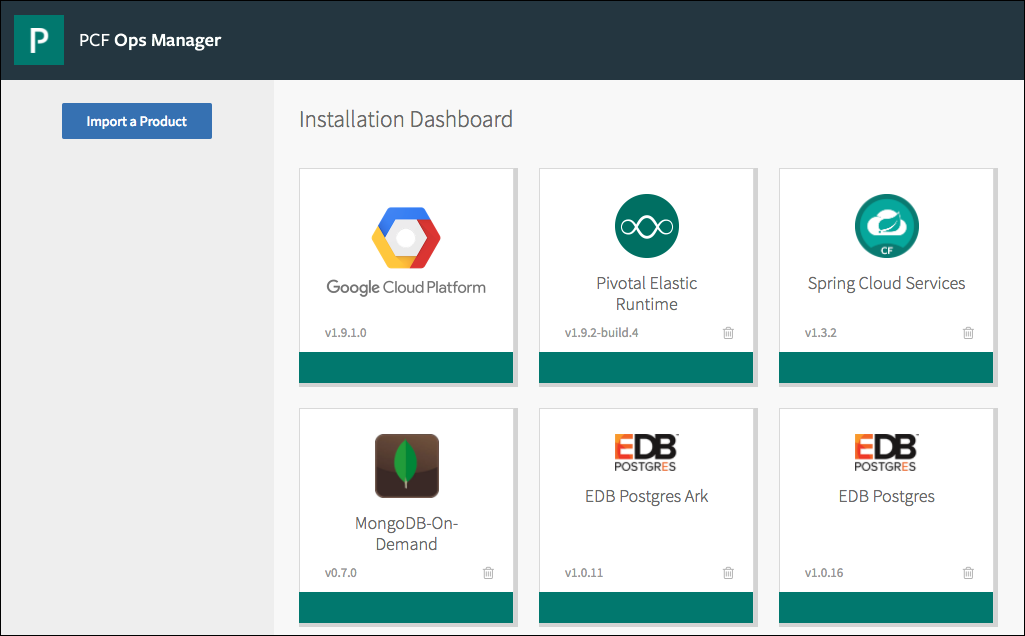 P
PCF Ops Manager
Import a Product
Installation Dashboard
Google Cloud Platform
v1.9.1.0
Pivotal Elastic
Runtime
v1.9.2-build.4
CF
Spring Cloud Services
v1.3.2
MongoDB-On-
Demand
v0.7.0
EDB™
POSTGRES
EDB Postgres Ark
v1.0.11
EDB™
POSTGRES
EDB Postgres
v1.0.16